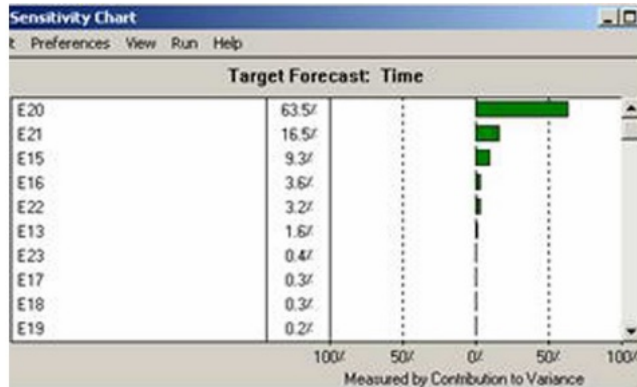 Sensitivity Chart
t Preferences View Run Help
Target Forecast: Time
E20 63.5%
E21 16.5%
E15 9.3%
E16 3.6%
E22 3.2%
E13 1.6%
E23 0.4%
E17 0.3%
E18 0.3%
E19 0.2%
100% 50% 0% 50% 100%
Measured by Contribution to Variance